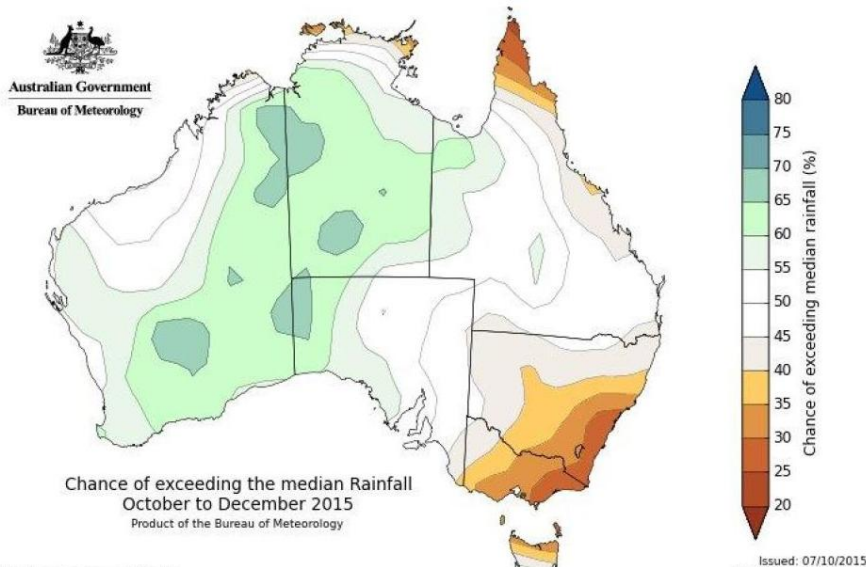 Australian Government
Bureau of Meteorology
80
75
70
65
60
55
50
45
40
35
30
25
20
Chance of exceeding median rainfall (%)
Chance of exceeding the median Rainfall
October to December 2015
Product of the Bureau of Meteorology
Issued: 07/10/2015